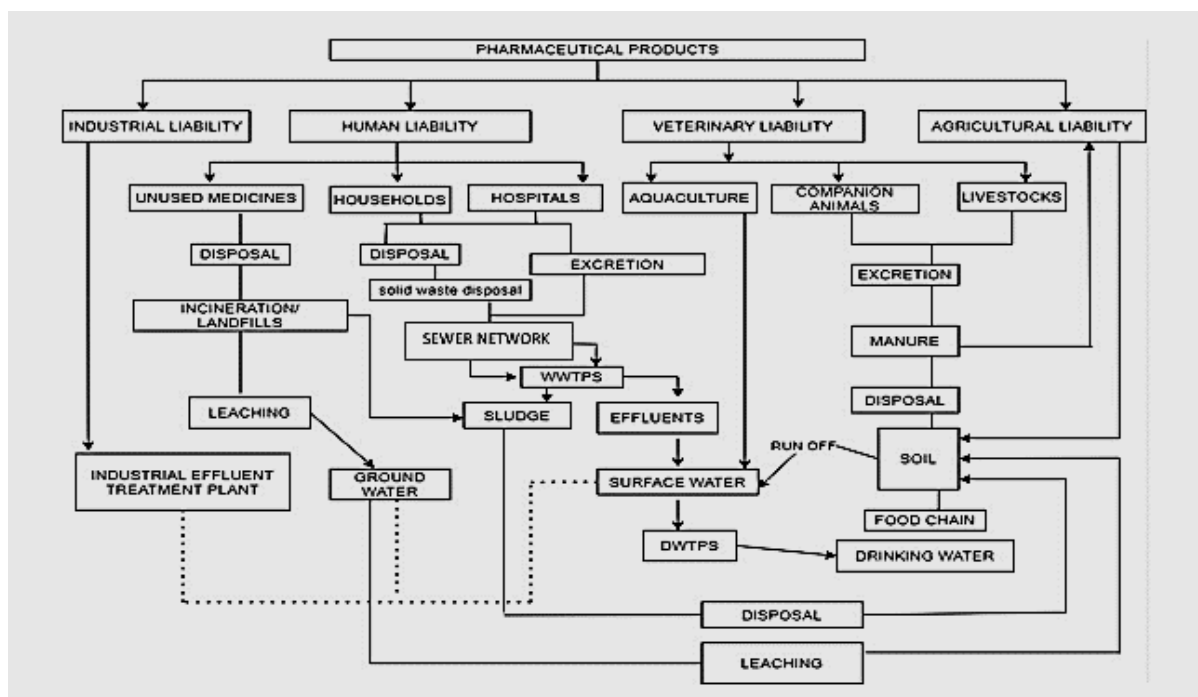 PHARMACEUTICAL PRODUCTS
INDUSTRIAL LIABILITY
HUMAN LIABILITY
VETERINARY LIABILITY
AGRICULTURAL LIABILITY
UNUSED MEDICINES
HOUSEHOLDS
HOSPITALS
AQUACULTURE
COMPANION
ANIMALS
LIVESTOCKS
DISPOSAL
DISPOSAL
EXCRETION
EXCRETION
solid waste disposal
INCINERATION/
LANDFILLS
SEWER NETWORK
MANURE
WWTPS
LEACHING
SLUDGE
EFFLUENTS
DISPOSAL
RUN OFF
SOIL
INDUSTRIAL EFFLUENT
TREATMENT PLANT
GROUND
WATER
SURFACE WATER
FOOD CHAIN
DWTPS
DRINKING WATER
DISPOSAL
LEACHING